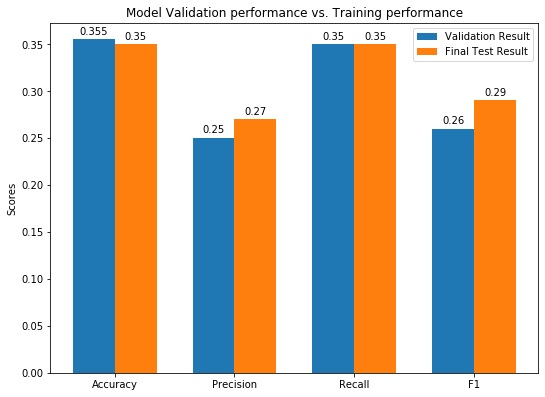 Model Validation performance vs. Training performance
Validation Result
Final Test Result
0.355
0.35
0.25
0.27
0.35
0.35
0.26
0.29
Scores
0.35
0.30
0.25
0.20
0.15
0.10
0.05
0.00
Accuracy
Precision
Recall
F1